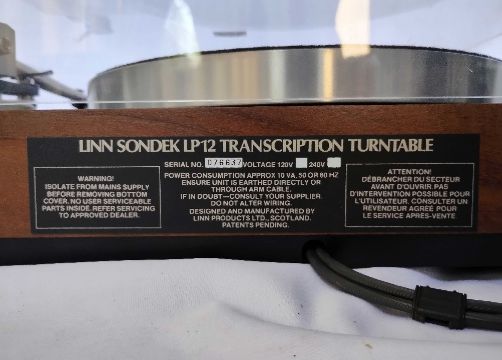 LINN SONDEK LP12 TRANSCRIPTION TURNTABLE
SERIAL NO. 076637 VOLTAGE 120V 240V
POWER CONSUMPTION APPROX 10 VA, 50 OR 60 HZ
ENSURE UNIT IS EARTHED DIRECTLY OR
THROUGH ARM CABLE.
IF IN DOUBT—CONSULT YOUR SUPPLIER.
DO NOT ALTER WIRING.
DESIGNED AND MANUFACTURED BY
LINN PRODUCTS LTD., SCOTLAND.
PATENTS PENDING.
WARNING!
ISOLATE FROM MAINS SUPPLY
BEFORE REMOVING BOTTOM
COVER. NO USER SERVICEABLE
PARTS INSIDE. REFER SERVICING
TO APPROVED DEALER.
ATTENTION!
DÉBRANCHER DU SECTEUR
AVANT D'OUVRIR. PAS
D'INTERVENTION POSSIBLE POUR
L'UTILISATEUR. CONSULTER UN
REVENDEUR AGRÉÉ POUR
LE SERVICE APRÈS-VENTE.